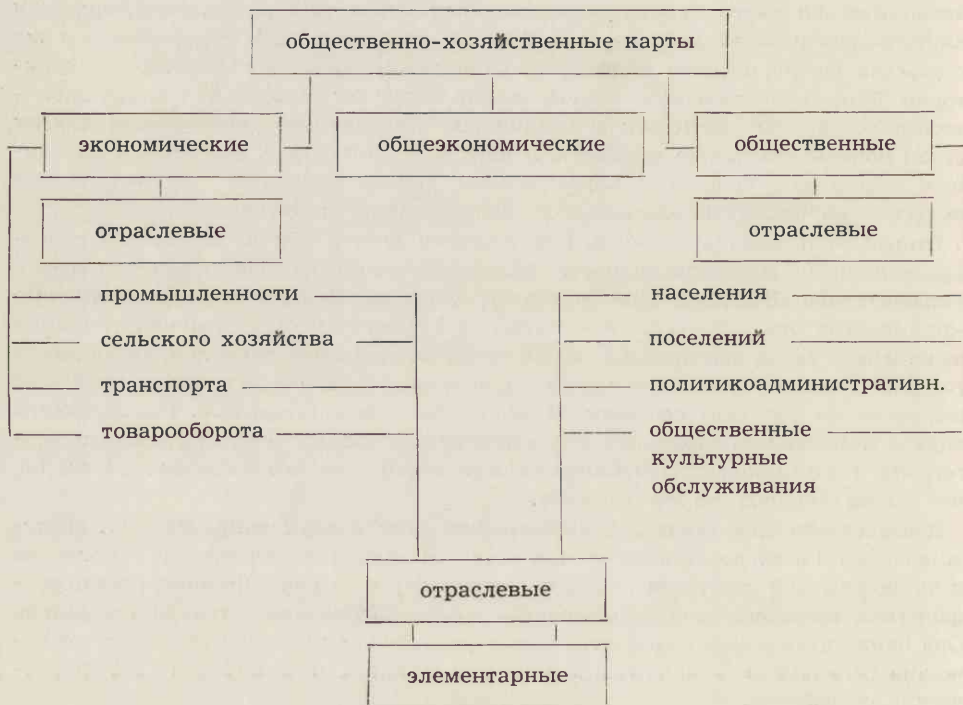 общественно-хозяйственные карты
экономические
общеэкономические
общественные
отраслевые
отраслевые
промышленности
сельского хозяйства
транспорта
товарооборота
населения
поселений
политикоадминистративн.
общественные
культурные
обслуживания
отраслевые
элементарные